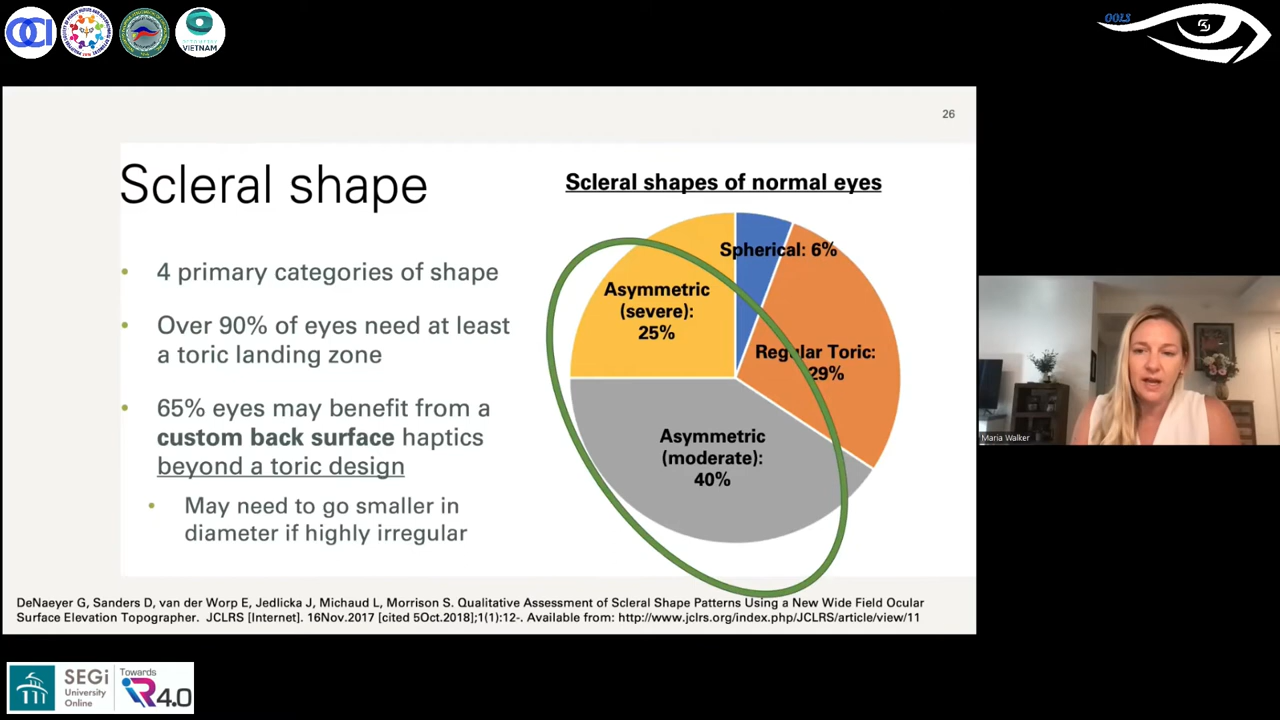 OCI
VIETNAM
OOLS
26
Scleral shape
Scleral shapes of normal eyes
• 4 primary categories of shape
• Over 90% of eyes need at least
a toric landing zone
• 65% eyes may benefit from a
custom back surface haptics
beyond a toric design
• May need to go smaller in
diameter if highly irregular
Spherical: 6%
Asymmetric
(severe):
25%
Regular Toric:
29%
Asymmetric
(moderate):
40%
DeNaeyer G, Sanders D, van der Worp E, Jedlicka J, Michaud L, Morrison S. Qualitative Assessment of Scleral Shape Patterns Using a New Wide Field Ocular
Surface Elevation Topographer. JCLRS [Internet]. 16Nov.2017 [cited 5Oct.2018];1(1):12-. Available from: http://www.jclrs.org/index.php/JCLRS/article/view/11
Maria Walker
SEGi
University
Online
Towards
iR4.0